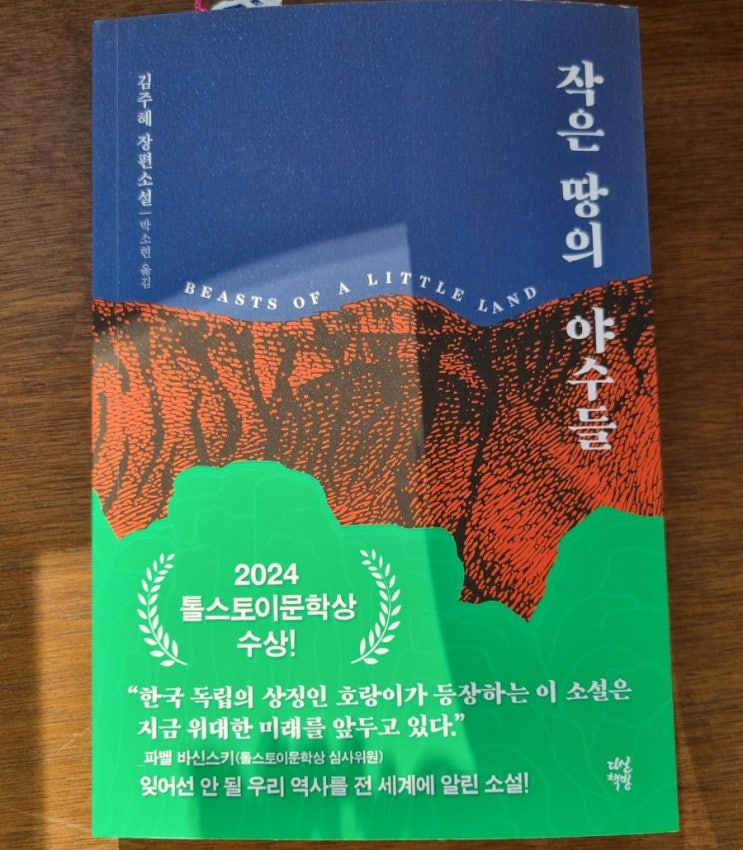 작은 땅의 야수들
김주혜 장편소설 | 박소현 옮김
BEASTS OF A LITTLE LAND
2024
톨스토이문학상
수상!
“한국 독립의 상징인 호랑이가 등장하는 이 소설은
지금 위대한 미래를 앞두고 있다.”
_파벨 바신스키(톨스토이문학상 심사위원)
잊어선 안 될 우리 역사를 전 세계에 알린 소설!
다산
책방